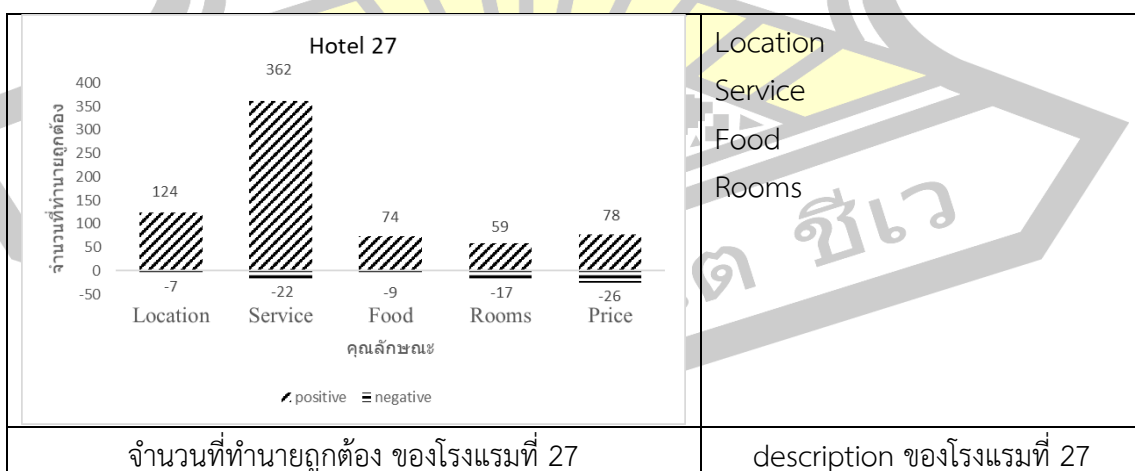 Hotel 27
จำนวนที่ทำนายถูกต้อง
400
350
300
250
200
150
100
50
0
-50
124
362
74
59
78
-7
-22
-9
-17
-26
Location Service Food Rooms Price
คุณลักษณะ
positive negative
Location
Service
Food
Rooms
จำนวนที่ทำนายถูกต้อง ของโรงแรมที่ 27
description ของโรงแรมที่ 27
ชีเว